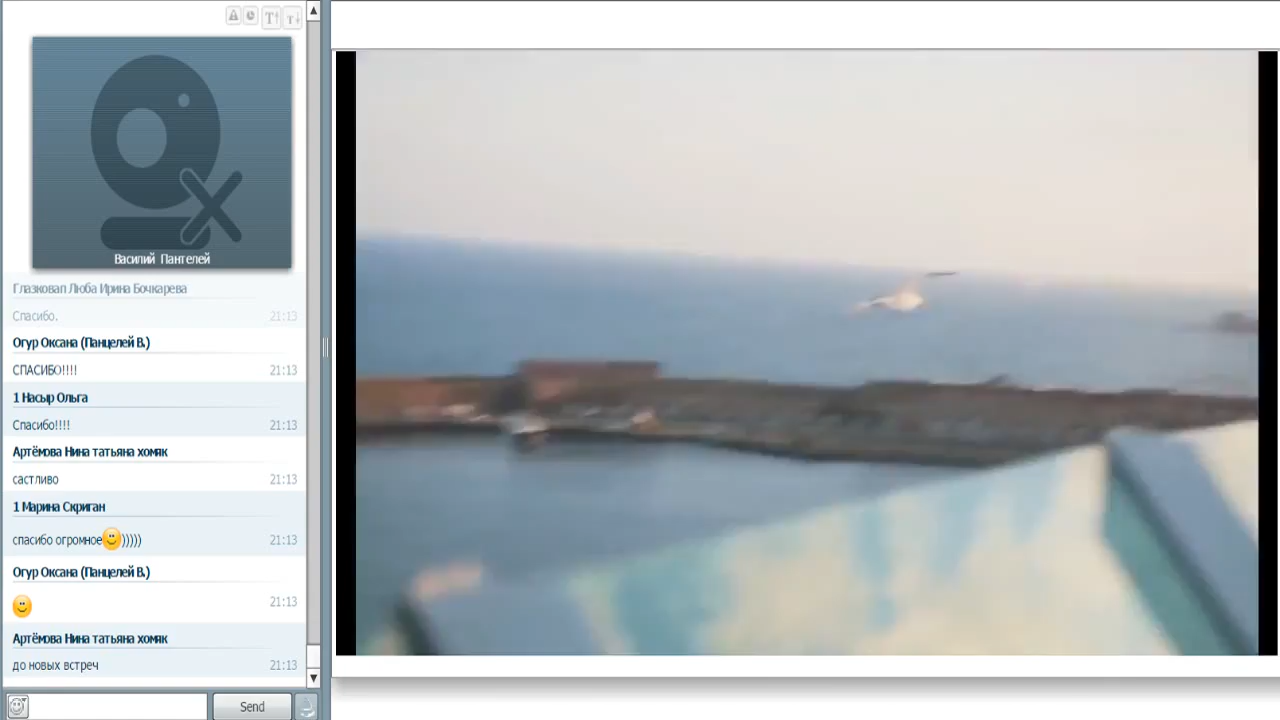 Василий Пантелей
Глазковап Люба Ирина Бочкарева
Спасибо. 21:13
Огур Оксана (Панцелей В.)
СПАСИБО!!!! 21:13
1 Насыр Ольга
Спасибо!!!! 21:13
Артёмова Нина татьяна хомяк
састливо 21:13
1 Марина Скриган
спасибо огромное))))) 21:13
Огур Оксана (Панцелей В.)
21:13
Артёмова Нина татьяна хомяк
до новых встреч 21:13
Send